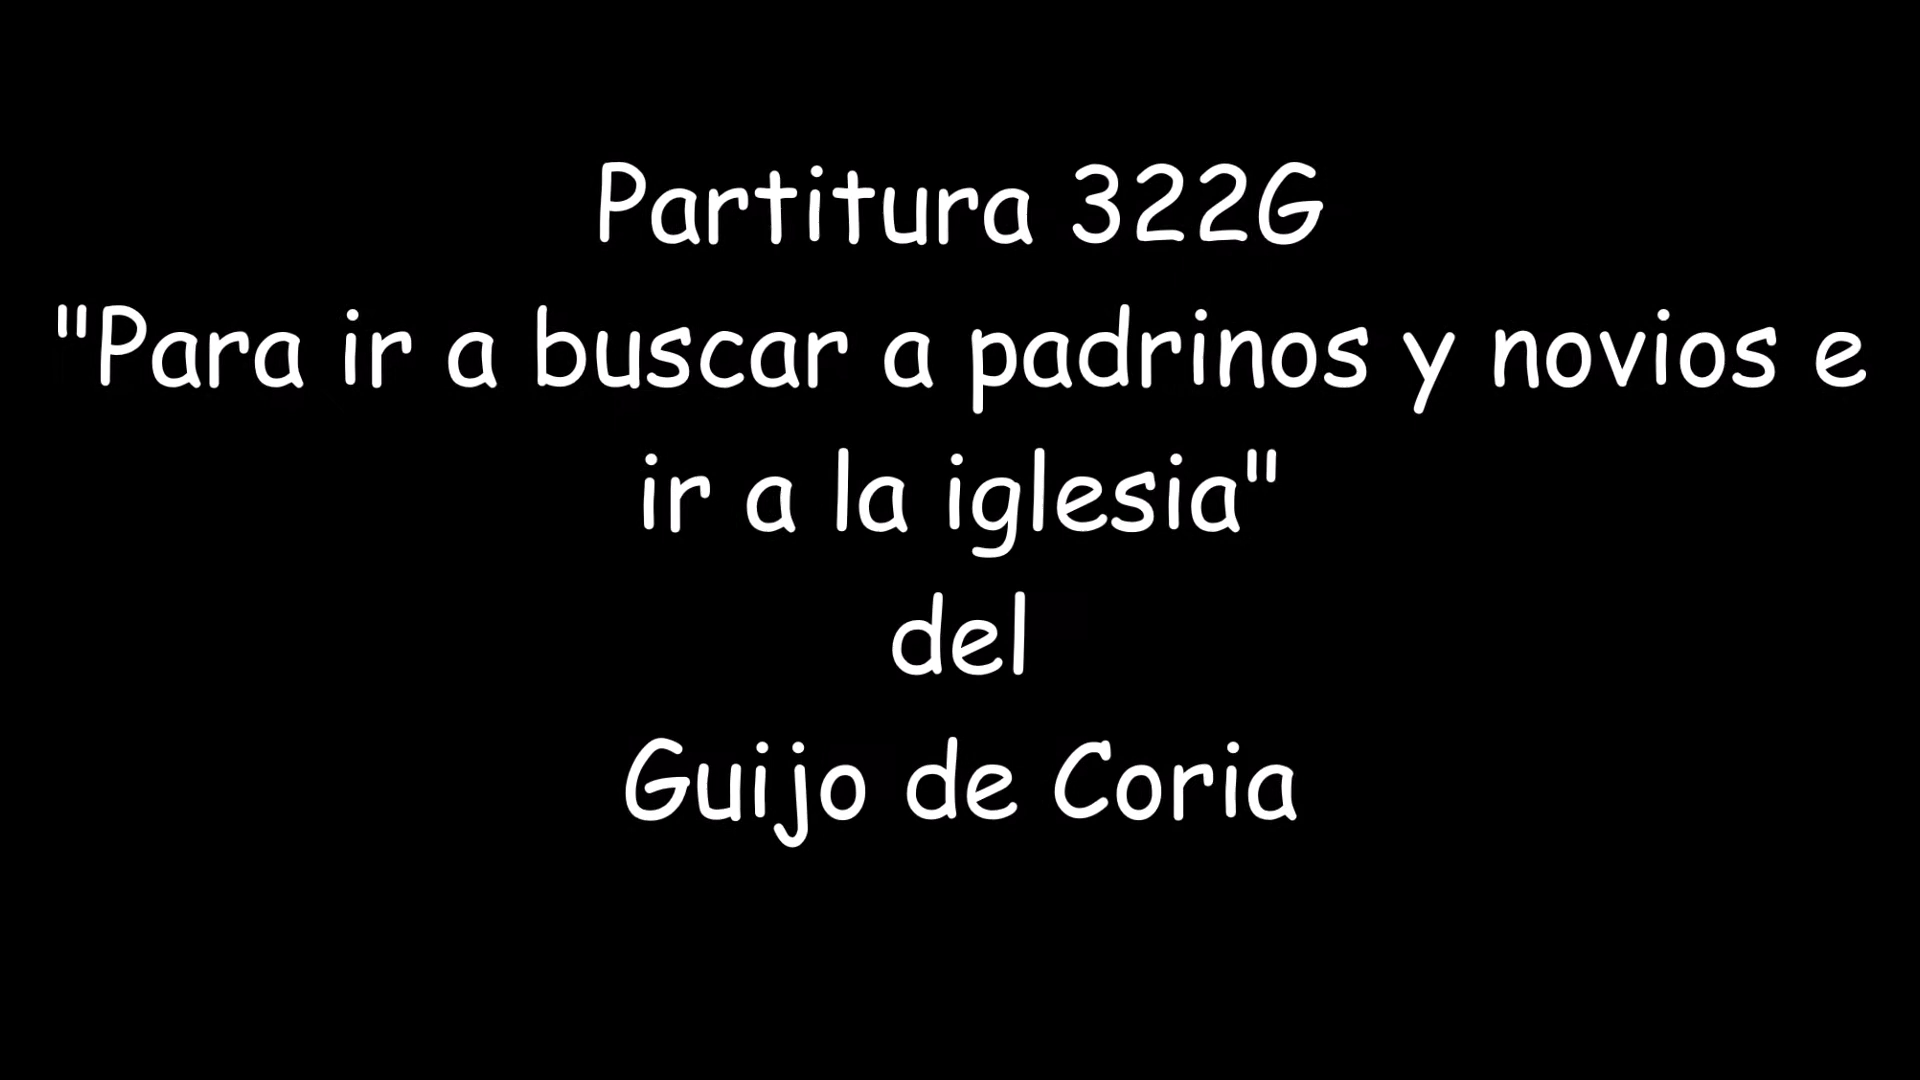 Partitura 322G
"Para ir a buscar a padrinos y novios e
ir a la iglesia"
del
Guijo de Coria